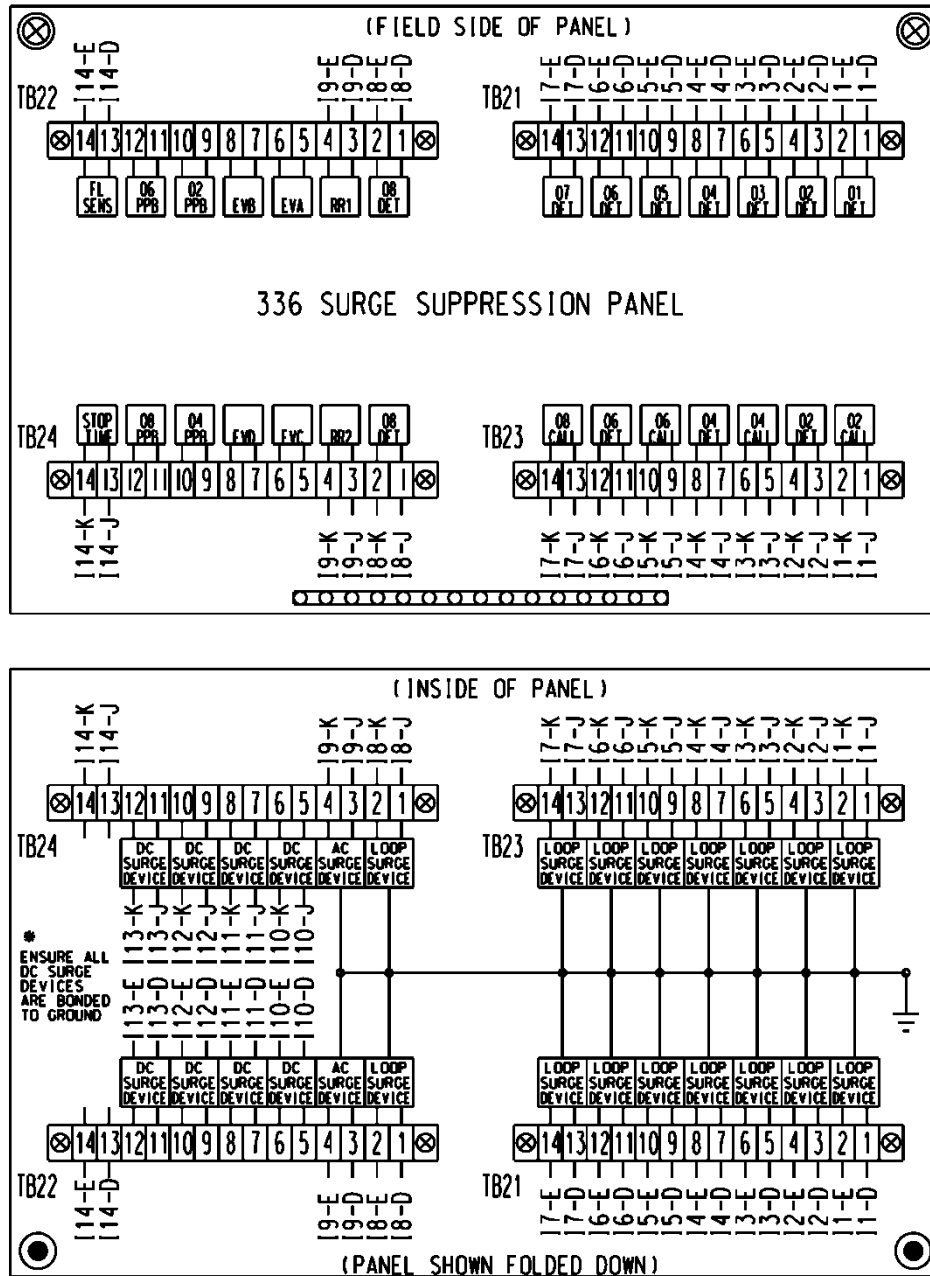 (FIELD SIDE OF PANEL)
TB22
I14-E I14-D I9-E I9-D I8-E I8-D
14 13 12 11 10 9 8 7 6 5 4 3 2 1
FL SENS
06 PPB
02 PPB
EVB
EVA
RR1
08 DET
TB21
I7-E I7-D I6-E I6-D I5-E I5-D I4-E I4-D I3-E I3-D I2-E I2-D I1-E I1-D
14 13 12 11 10 9 8 7 6 5 4 3 2 1
07 DET
06 DET
05 DET
04 DET
03 DET
02 DET
01 DET
336 SURGE SUPPRESSION PANEL
TB24
STOP TIME
08 PPB
04 PPB
EVD
EVC
RR2
08 DET
14 13 12 11 10 9 8 7 6 5 4 3 2 1
I14-K I14-J I9-K I9-J I8-K I8-J
TB23
08 CALL
06 DET
06 CALL
04 DET
04 CALL
02 DET
02 CALL
14 13 12 11 10 9 8 7 6 5 4 3 2 1
I7-K I7-J I6-K I6-J I5-K I5-J I4-K I4-J I3-K I3-J I2-K I2-J I1-K I1-J
(INSIDE OF PANEL)
I14-K I14-J I9-K I9-J I8-K I8-J
14 13 12 11 10 9 8 7 6 5 4 3 2 1
TB24
DC SURGE DEVICE
DC SURGE DEVICE
DC SURGE DEVICE
DC SURGE DEVICE
AC SURGE DEVICE
LOOP SURGE DEVICE
I13-K I13-J I12-K I12-J I11-K I11-J I10-K I10-J
I7-K I7-J I6-K I6-J I5-K I5-J I4-K I4-J I3-K I3-J I2-K I2-J I1-K I1-J
14 13 12 11 10 9 8 7 6 5 4 3 2 1
TB23
LOOP SURGE DEVICE
LOOP SURGE DEVICE
LOOP SURGE DEVICE
LOOP SURGE DEVICE
LOOP SURGE DEVICE
LOOP SURGE DEVICE
LOOP SURGE DEVICE
*
ENSURE ALL
DC SURGE
DEVICES
ARE BONDED
TO GROUND
I13-E I13-D I12-E I12-D I11-E I11-D I10-E I10-D
DC SURGE DEVICE
DC SURGE DEVICE
DC SURGE DEVICE
DC SURGE DEVICE
AC SURGE DEVICE
LOOP SURGE DEVICE
14 13 12 11 10 9 8 7 6 5 4 3 2 1
TB22
I14-E I14-D I9-E I9-D I8-E I8-D
LOOP SURGE DEVICE
LOOP SURGE DEVICE
LOOP SURGE DEVICE
LOOP SURGE DEVICE
LOOP SURGE DEVICE
LOOP SURGE DEVICE
LOOP SURGE DEVICE
14 13 12 11 10 9 8 7 6 5 4 3 2 1
TB21
I7-E I7-D I6-E I6-D I5-E I5-D I4-E I4-D I3-E I3-D I2-E I2-D I1-E I1-D
(PANEL SHOWN FOLDED DOWN)